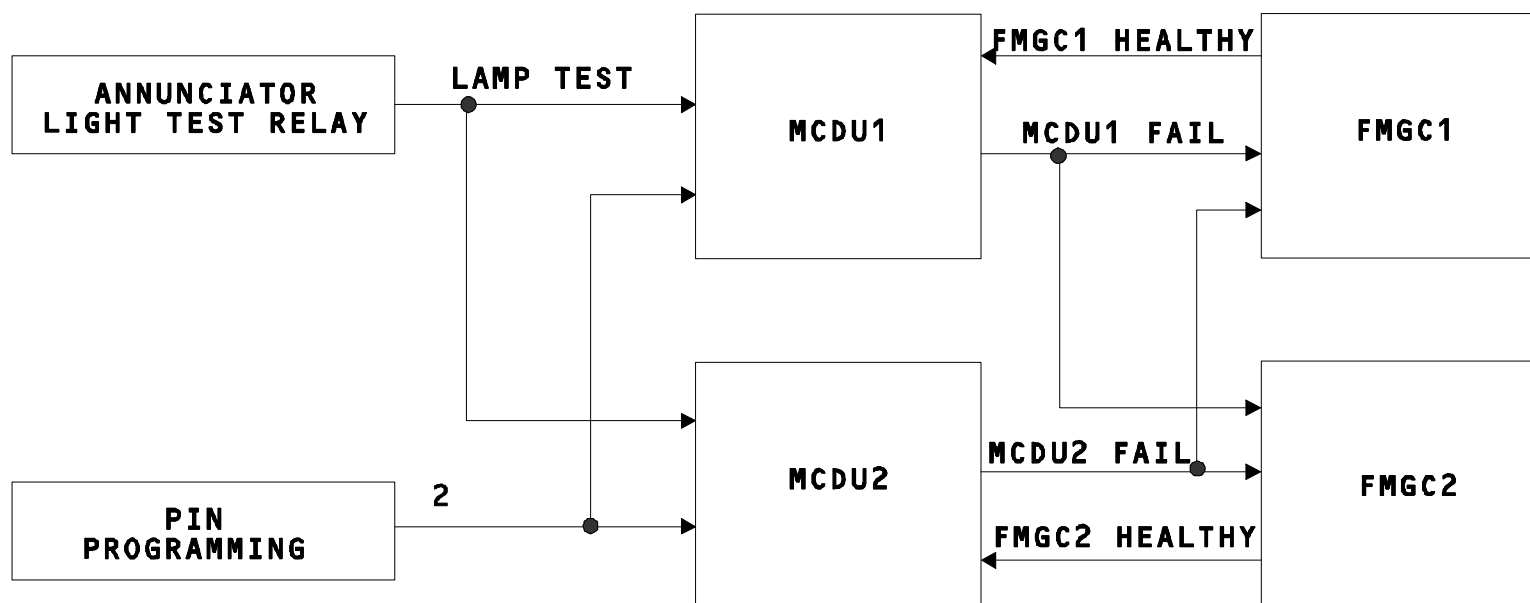 FMGC1 HEALTHY
LAMP TEST
ANNUNCIATOR
LIGHT TEST RELAY
MCDU1
MCDU1 FAIL
FMGC1
MCDU2 FAIL
MCDU2
FMGC2
2
PIN
PROGRAMMING
FMGC2 HEALTHY